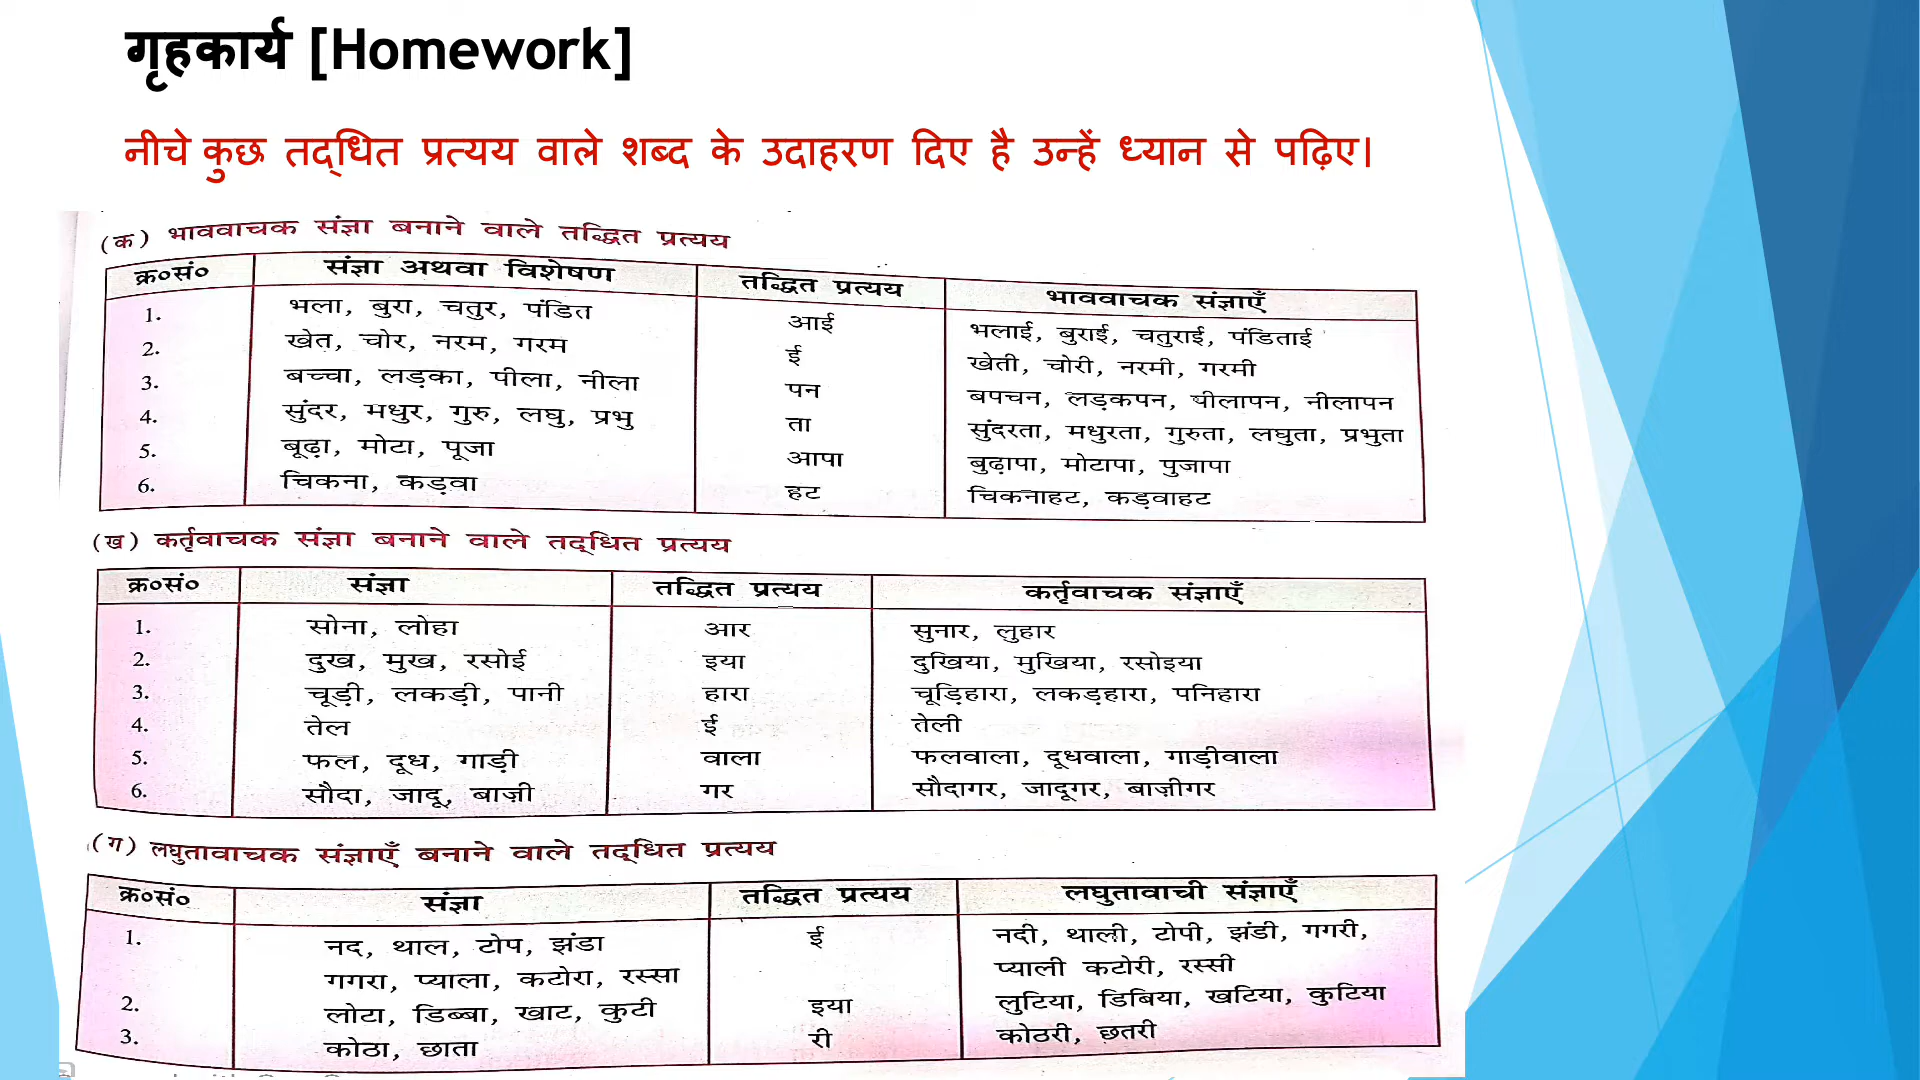 गृहकार्य [Homework]
नीचे कुछ तद्धित प्रत्यय वाले शब्द के उदाहरण दिए है उन्हें ध्यान से पढ़िए।
(क) भाववाचक संज्ञा बनाने वाले तद्धित प्रत्यय
क्र०सं० संज्ञा अथवा विशेषण तद्धित प्रत्यय भाववाचक संज्ञाएँ
1. भला, बुरा, चतुर, पंडित आई भलाई, बुराई, चतुराई, पंडिताई
2. खेत, चोर, नरम, गरम ई खेती, चोरी, नरमी, गरमी
3. बच्चा, लड़का, पीला, नीला पन बपचन, लड़कपन, पीलापन, नीलापन
4. सुंदर, मधुर, गुरु, लघु, प्रभु ता सुंदरता, मधुरता, गुरुता, लघुता, प्रभुता
5. बूढ़ा, मोटा, पूजा आपा बुढ़ापा, मोटापा, पुजापा
6. चिकना, कड़वा हट चिकनाहट, कड़वाहट
(ख) कर्तृवाचक संज्ञा बनाने वाले तद्धित प्रत्यय
क्र०सं० संज्ञा तद्धित प्रत्यय कर्तृवाचक संज्ञाएँ
1. सोना, लोहा आर सुनार, लुहार
2. दुख, मुख, रसोई इया दुखिया, मुखिया, रसोइया
3. चूड़ी, लकड़ी, पानी हारा चूड़िहारा, लकड़हारा, पनिहारा
4. तेल ई तेली
5. फल, दूध, गाड़ी वाला फलवाला, दूधवाला, गाड़ीवाला
6. सौदा, जादू, बाज़ी गर सौदागर, जादूगर, बाज़ीगर
(ग) लघुतावाचक संज्ञाएँ बनाने वाले तद्धित प्रत्यय
क्र०सं० संज्ञा तद्धित प्रत्यय लघुतावाची संज्ञाएँ
1. नद, थाल, टोप, झंडा ई नदी, थाली, टोपी, झंडी, गगरी,
गगरा, प्याला, कटोरा, रस्सा प्याली कटोरी, रस्सी
2. लोटा, डिब्बा, खाट, कुटी इया लुटिया, डिबिया, खटिया, कुटिया
3. कोठा, छाता री कोठरी, छतरी